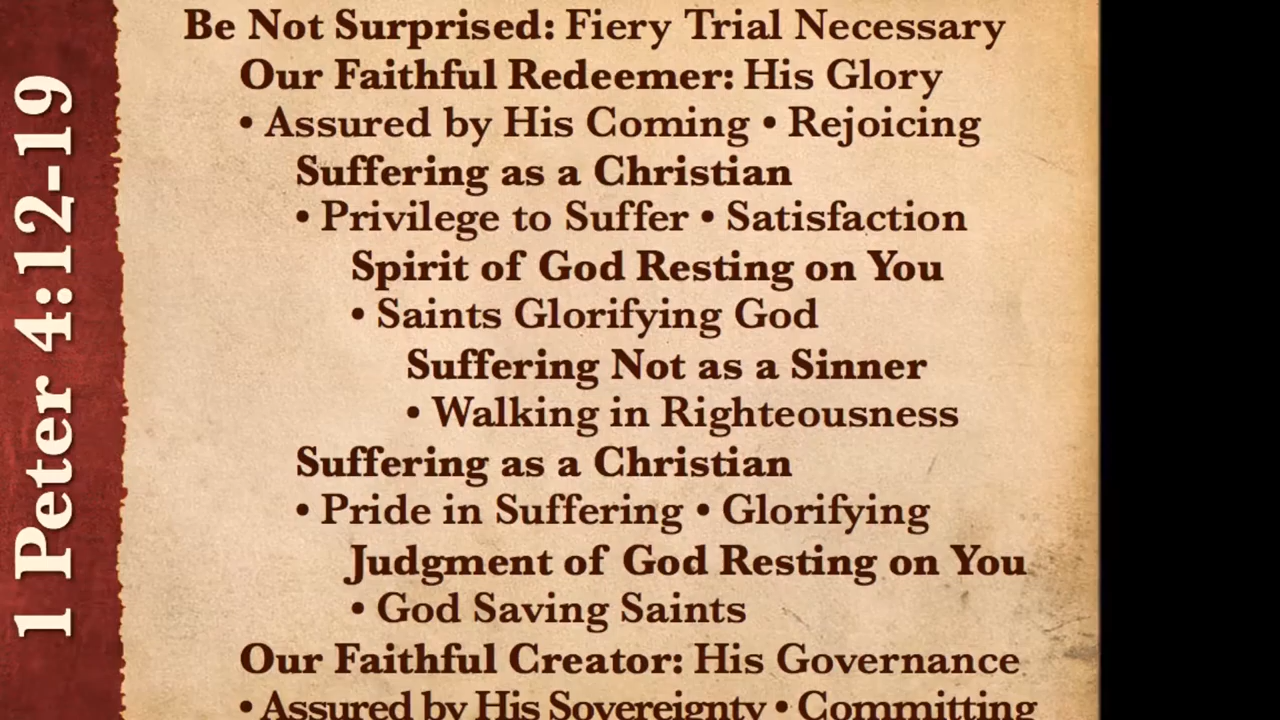 1 Peter 4:12-19
Be Not Surprised: Fiery Trial Necessary
Our Faithful Redeemer: His Glory
• Assured by His Coming • Rejoicing
Suffering as a Christian
• Privilege to Suffer • Satisfaction
Spirit of God Resting on You
• Saints Glorifying God
Suffering Not as a Sinner
• Walking in Righteousness
Suffering as a Christian
• Pride in Suffering • Glorifying
Judgment of God Resting on You
• God Saving Saints
Our Faithful Creator: His Governance
• Assured by His Sovereignty • Committing